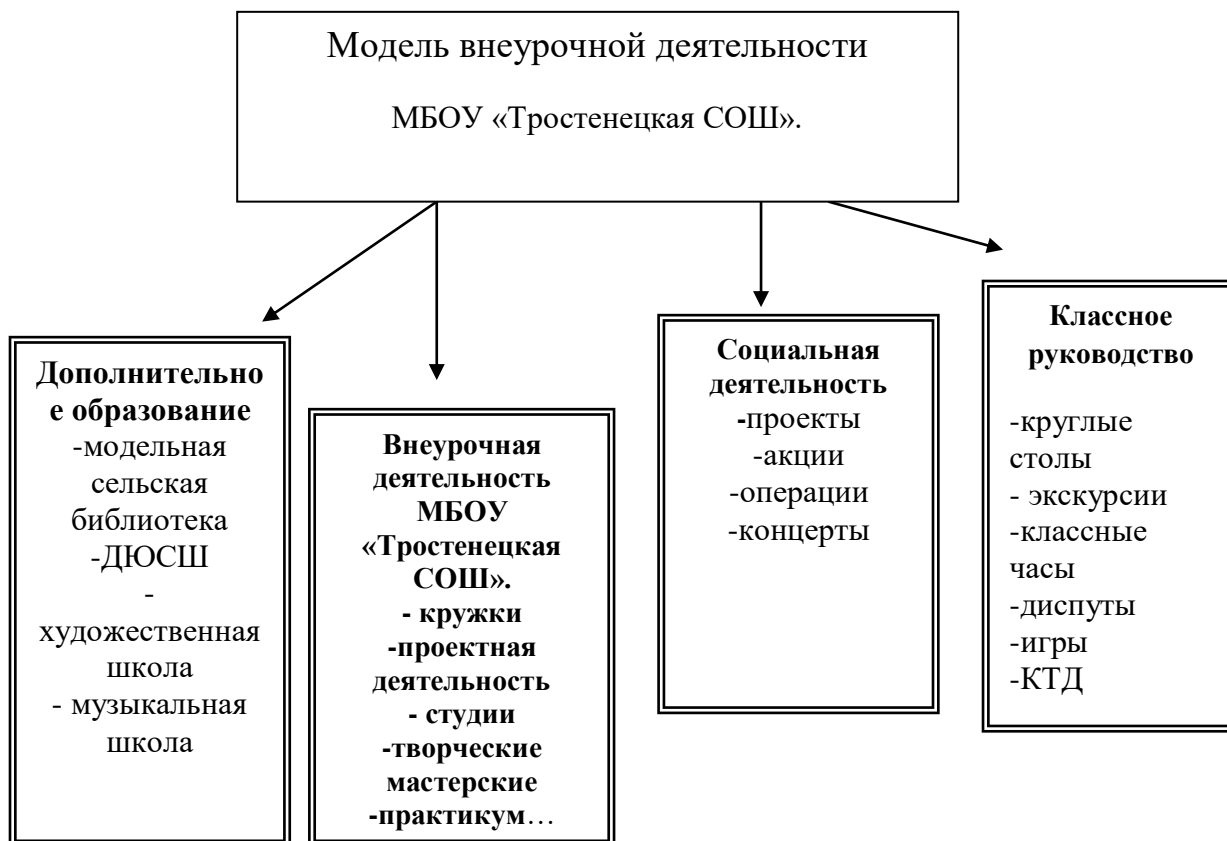 Модель внеурочной деятельности
МБОУ «Тростенецкая СОШ».
Дополнительно
е образование
-модельная
сельская
библиотека
-ДЮСШ
-
художественная
школа
- музыкальная
школа
Внеурочная
деятельность
МБОУ
«Тростенецкая
СОШ».
- кружки
-проектная
деятельность
- студии
-творческие
мастерские
-практикум…
Социальная
деятельность
-проекты
-акции
-операции
-концерты
Классное
руководство
-круглые
столы
- экскурсии
-классные
часы
-диспуты
-игры
-КТД